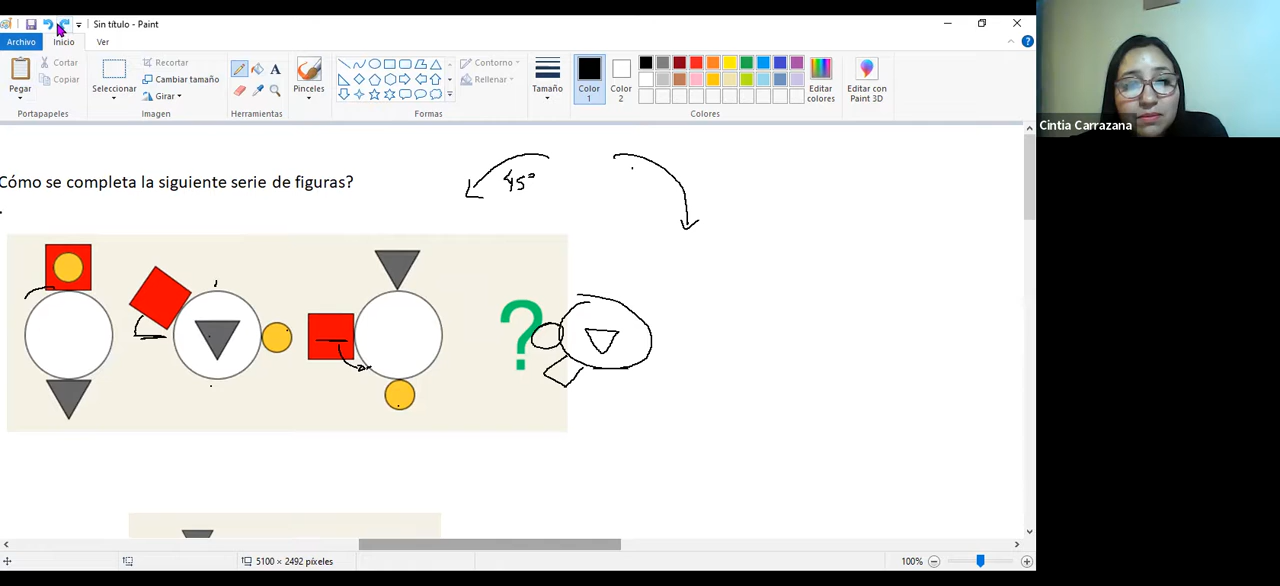 Sin título - Paint
Archivo Inicio Ver
Pegar
Cortar
Copiar
Portapapeles
Seleccionar
Recortar
Cambiar tamaño
Girar
Imagen
A
Herramientas
Pinceles
Contorno
Rellenar
Formas
Tamaño
Color 1
Color 2
Editar colores
Colores
Editar con Paint 3D
Cintia Carrazana
Cómo se completa la siguiente serie de figuras?
45°
?
5100 × 2492 píxeles
100%